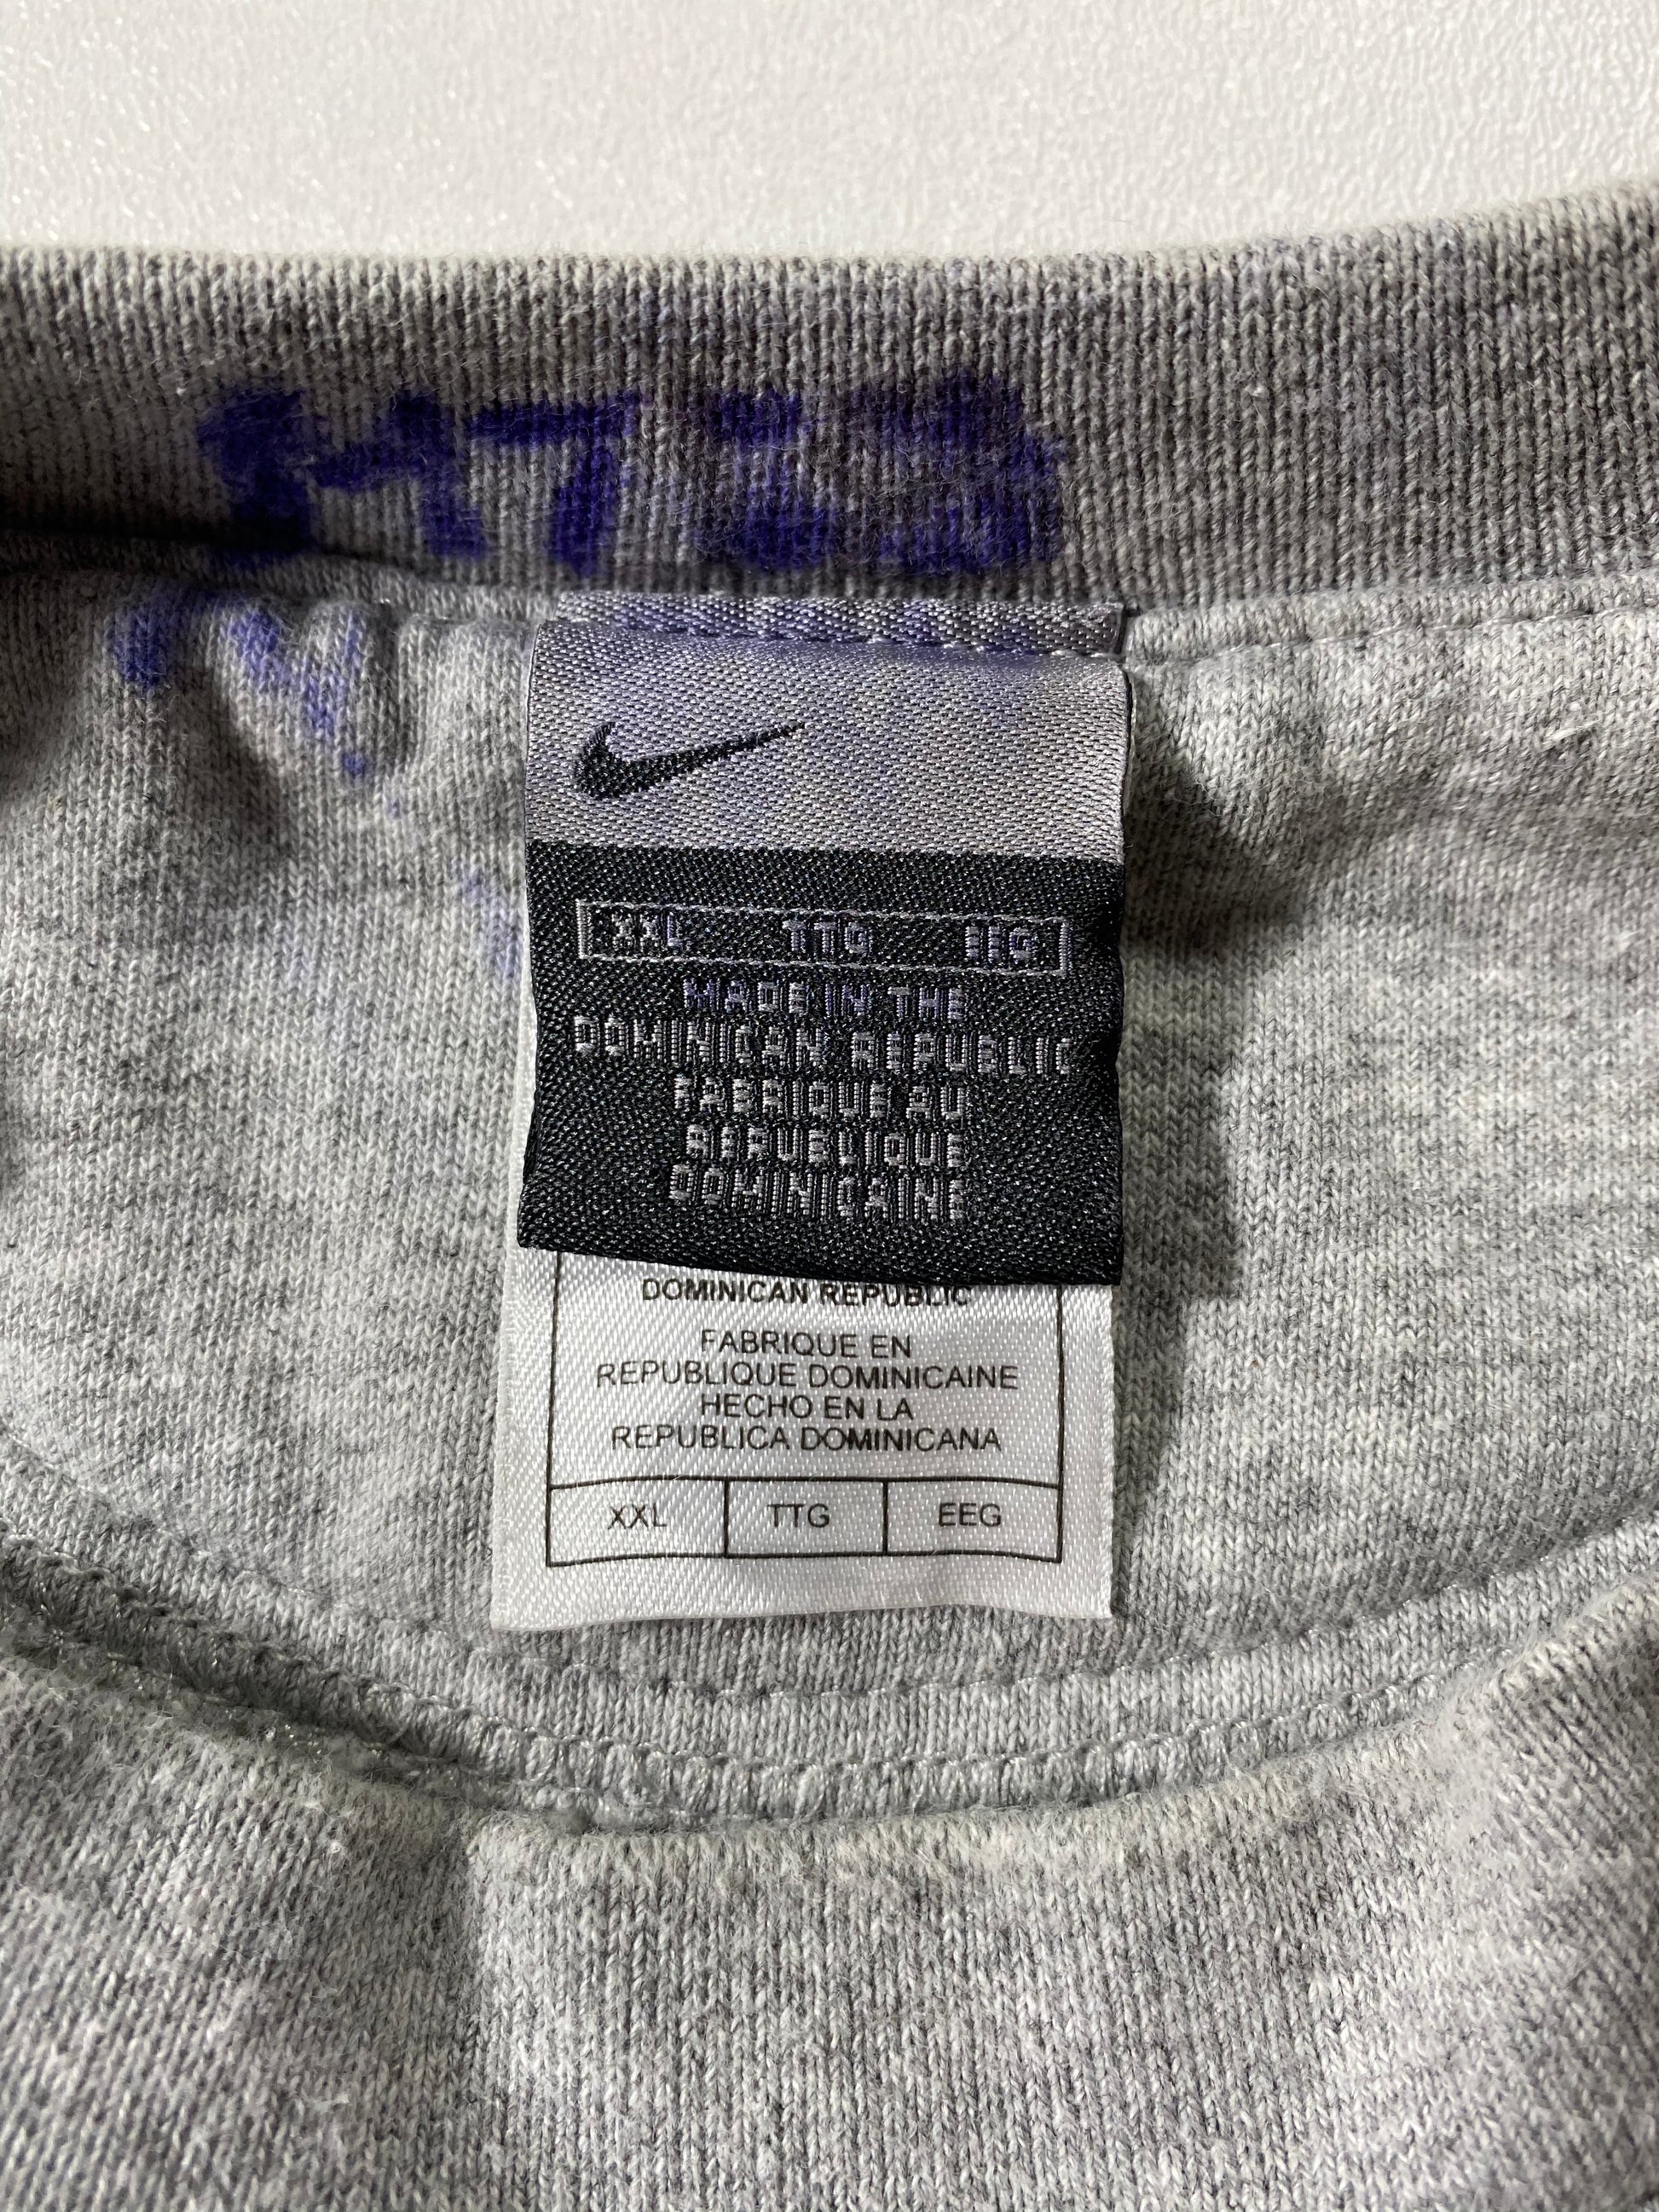 XXL TTG EEG
MADE IN THE
DOMINICAN REPUBLIC
FABRIQUE AU
REPUBLIQUE
DOMINICAINE
DOMINICAN REPUBLIC
FABRIQUE EN
REPUBLIQUE DOMINICAINE
HECHO EN LA
REPUBLICA DOMINICANA
XXL TTG EEG